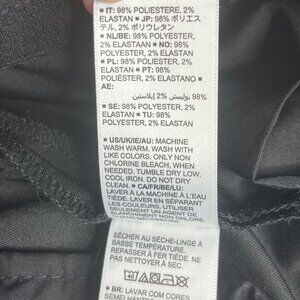 ■ IT: 98% POLIESTERE, 2%
ELASTAN ■ JP: 98% ポリエス
テル, 2% ポリウレタン
■ NL/BE: 98% POLYESTER,
2% ELASTAAN ■ NO: 98%
POLYESTER, 2% ELASTAN
■ PL: 98% POLYESTER, 2%
ELASTAN ■ PT: 98%
POLIÉSTER, 2% ELASTANO ■
AE:
98% بوليستر, 2% إيلاستين
■ SE: 98% POLYESTER, 2%
ELASTAN ■ TU: 98%
POLYESTER, 2% ELASTAN
■ US/UK/IE/AU: MACHINE
WASH WARM. WASH WITH
LIKE COLORS. ONLY NON
CHLORINE BLEACH, WHEN
NEEDED. TUMBLE DRY LOW.
COOL IRON. DO NOT DRY
CLEAN. ■ CA/FR/BE/LU:
LAVER EN SÉPARANT
LES COULEURS À L'EAU
TIÈDE. UTILISER
SEULEMENT UN AGENT DE
BLANCHIMENT NON CHLORÉ,
SÉCHER AU SÈCHE-LINGE À
BASSE TEMPÉRATURE.
REPASSER À FER TIÈDE. NE
PAS NETTOYER À SEC.
■ BR: LAVAR COM CORES